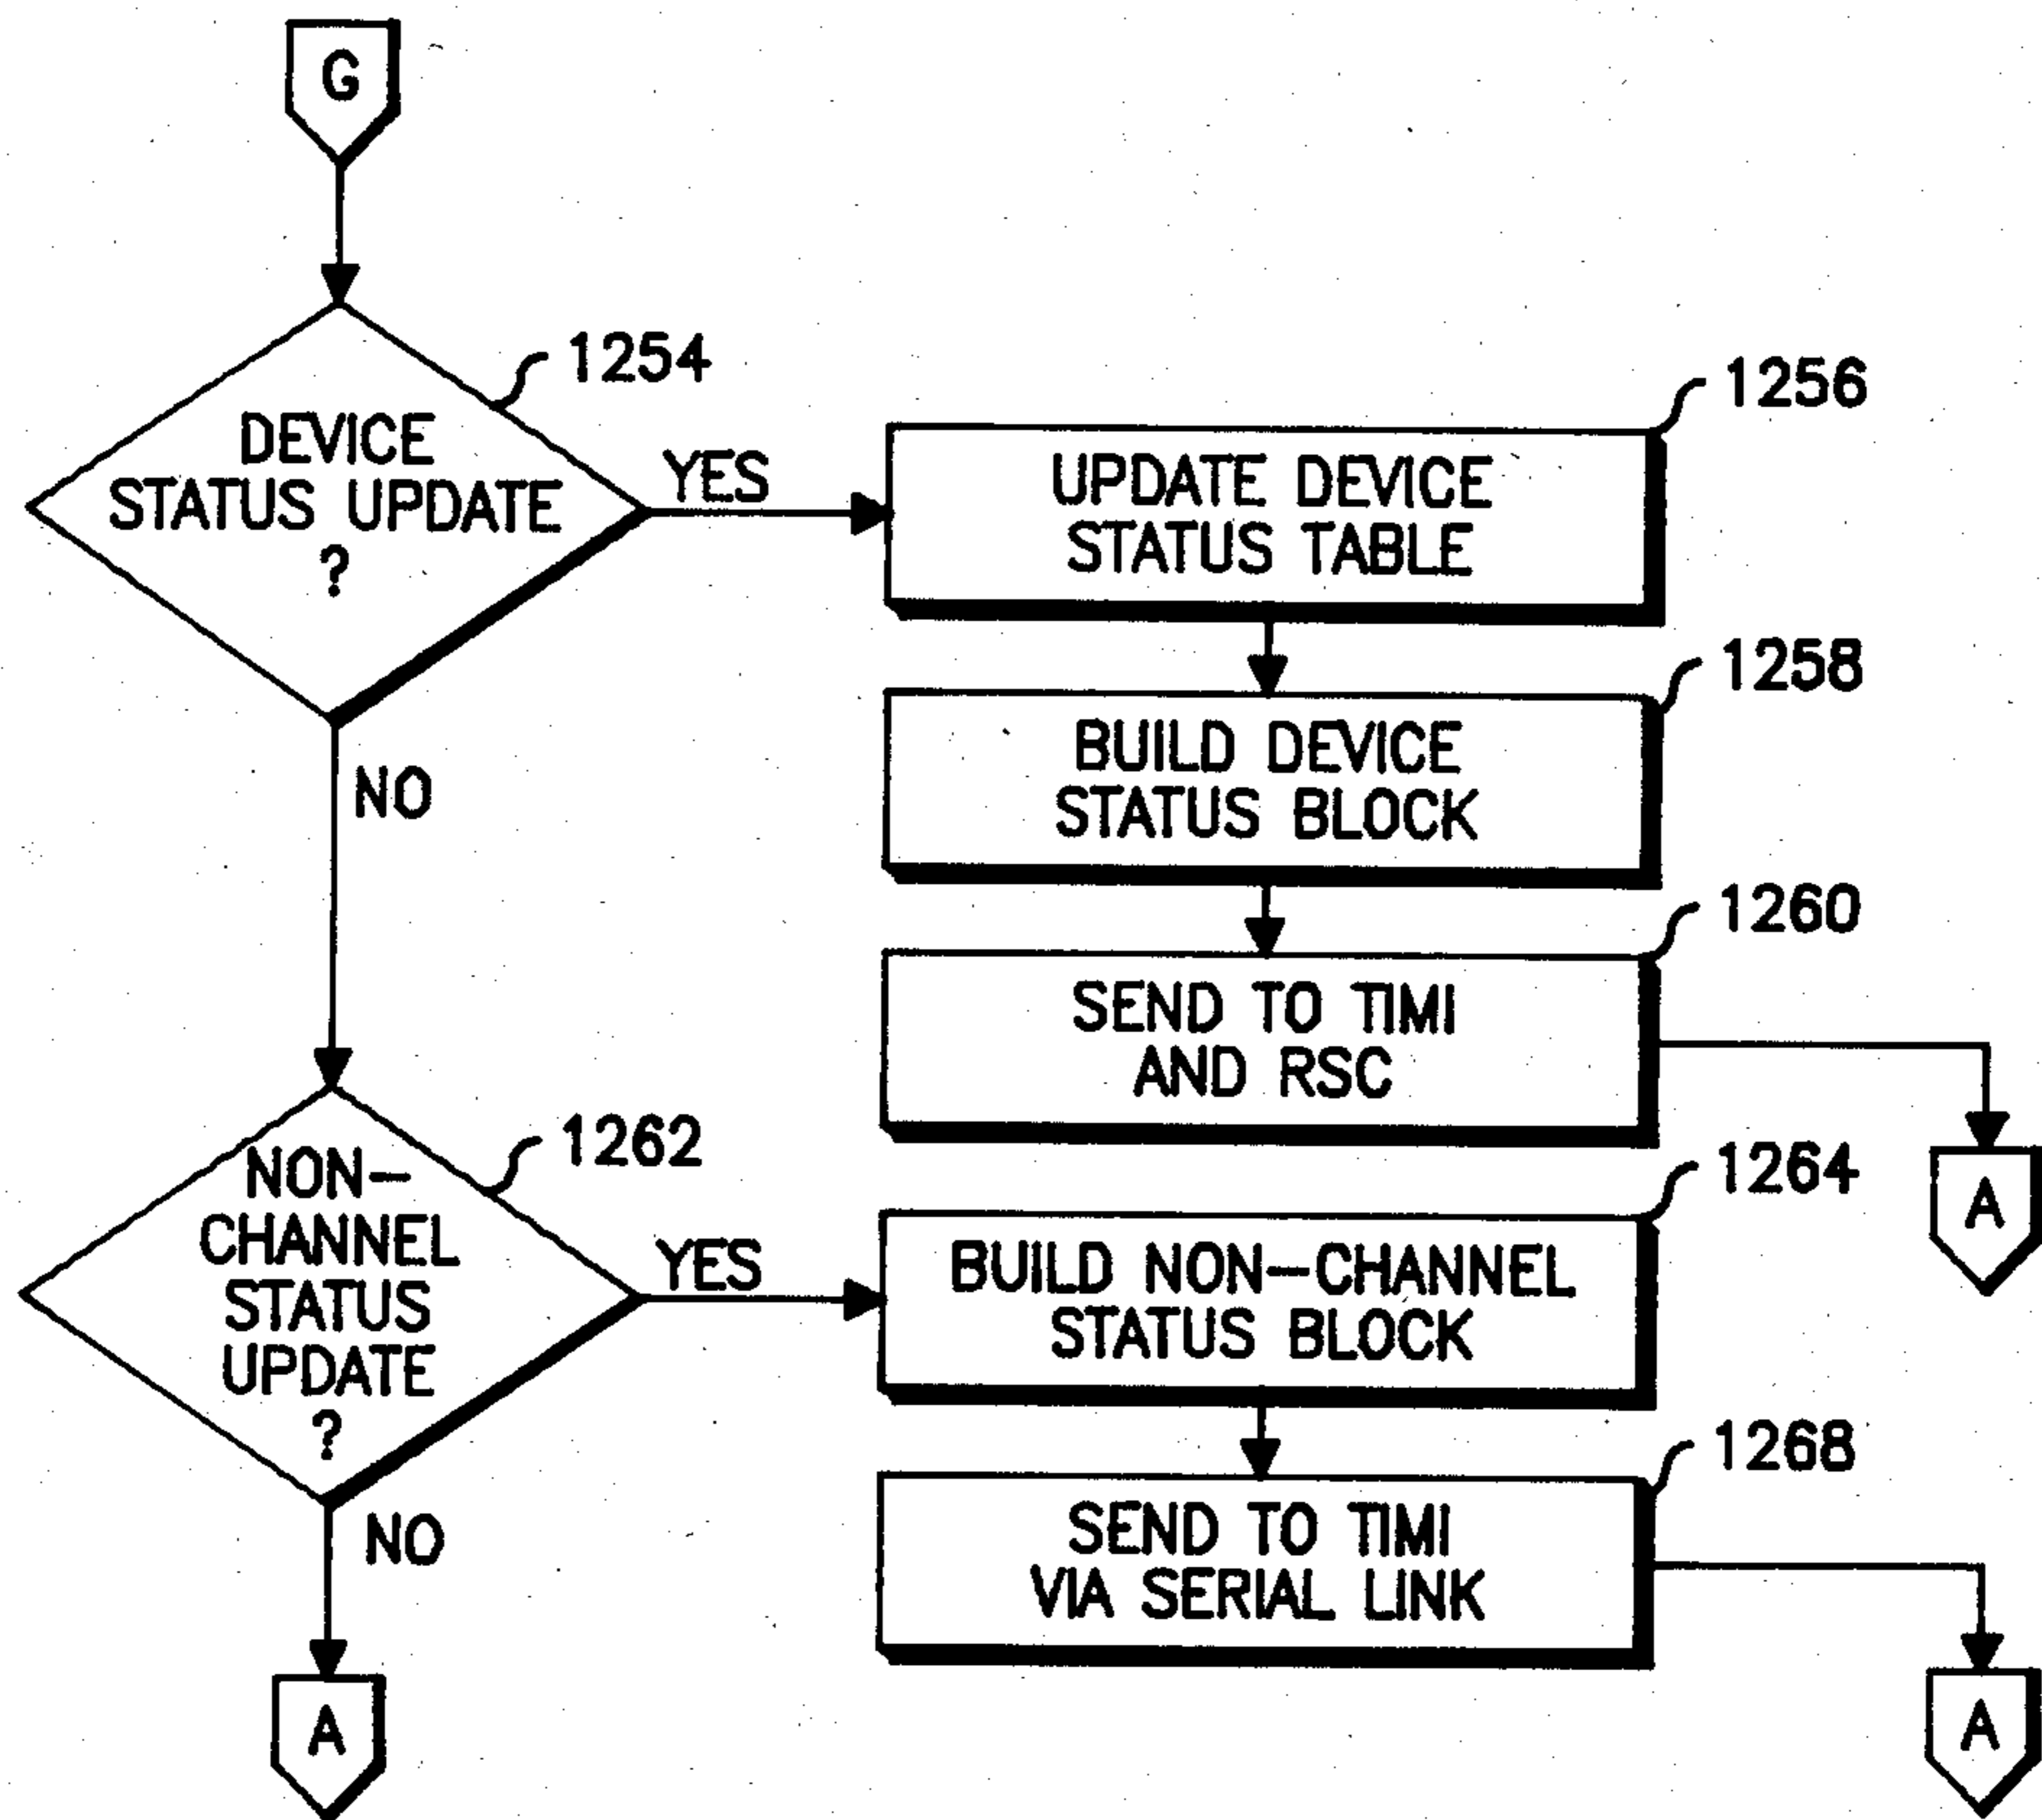 G
1254
DEVICE
STATUS UPDATE
?
YES
NO
1256
UPDATE DEVICE
STATUS TABLE
1258
BUILD DEVICE
STATUS BLOCK
1260
SEND TO TIMI
AND RSC
A
1262
NON-
CHANNEL
STATUS
UPDATE
?
YES
NO
A
1264
BUILD NON-CHANNEL
STATUS BLOCK
1268
SEND TO TIMI
VIA SERIAL LINK
A